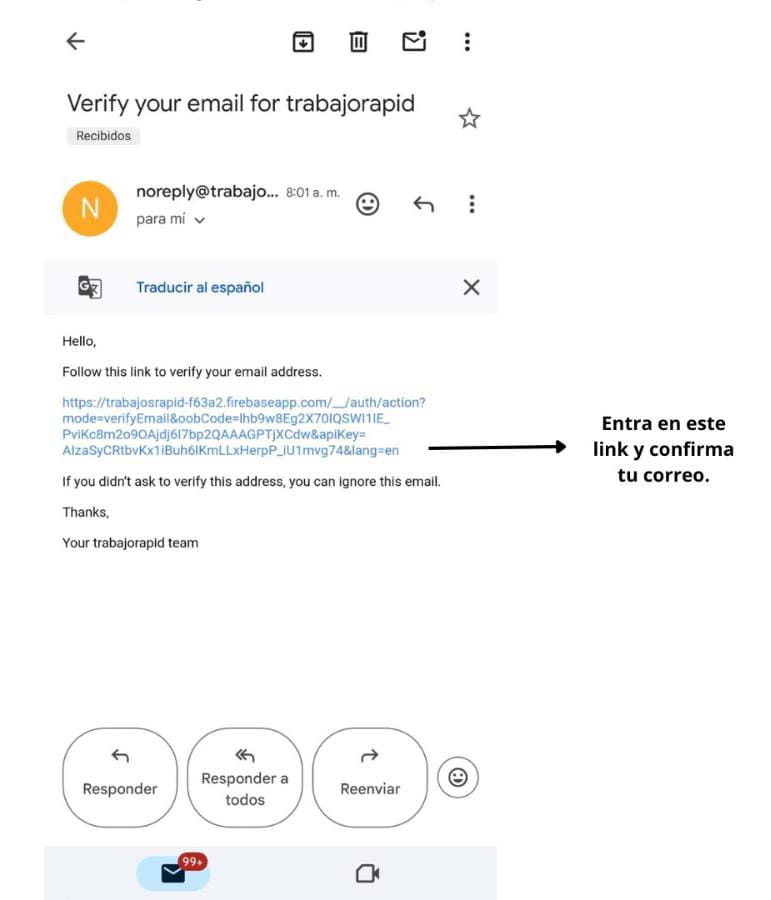 Verify your email for trabajorapid
Recibidos
N
noreply@trabajo... 8:01 a. m.
para mí
Traducir al español
Hello,
Follow this link to verify your email address.
https://trabajosrapid-f63a2.firebaseapp.com/__/auth/action?
mode=verifyEmail&oobCode=Ihb9w8Eg2X70IQSWI1IE_
PviKc8m2o9OAjdj6I7bp2QAAAGPTjXCdw&apiKey=
AIzaSyCRtbvKx1iBuh6lKmLLxHerpP_iU1mvg74&lang=en
Entra en este
link y confirma
tu correo.
If you didn't ask to verify this address, you can ignore this email.
Thanks,
Your trabajorapid team
Responder
Responder a
todos
Reenviar
99+